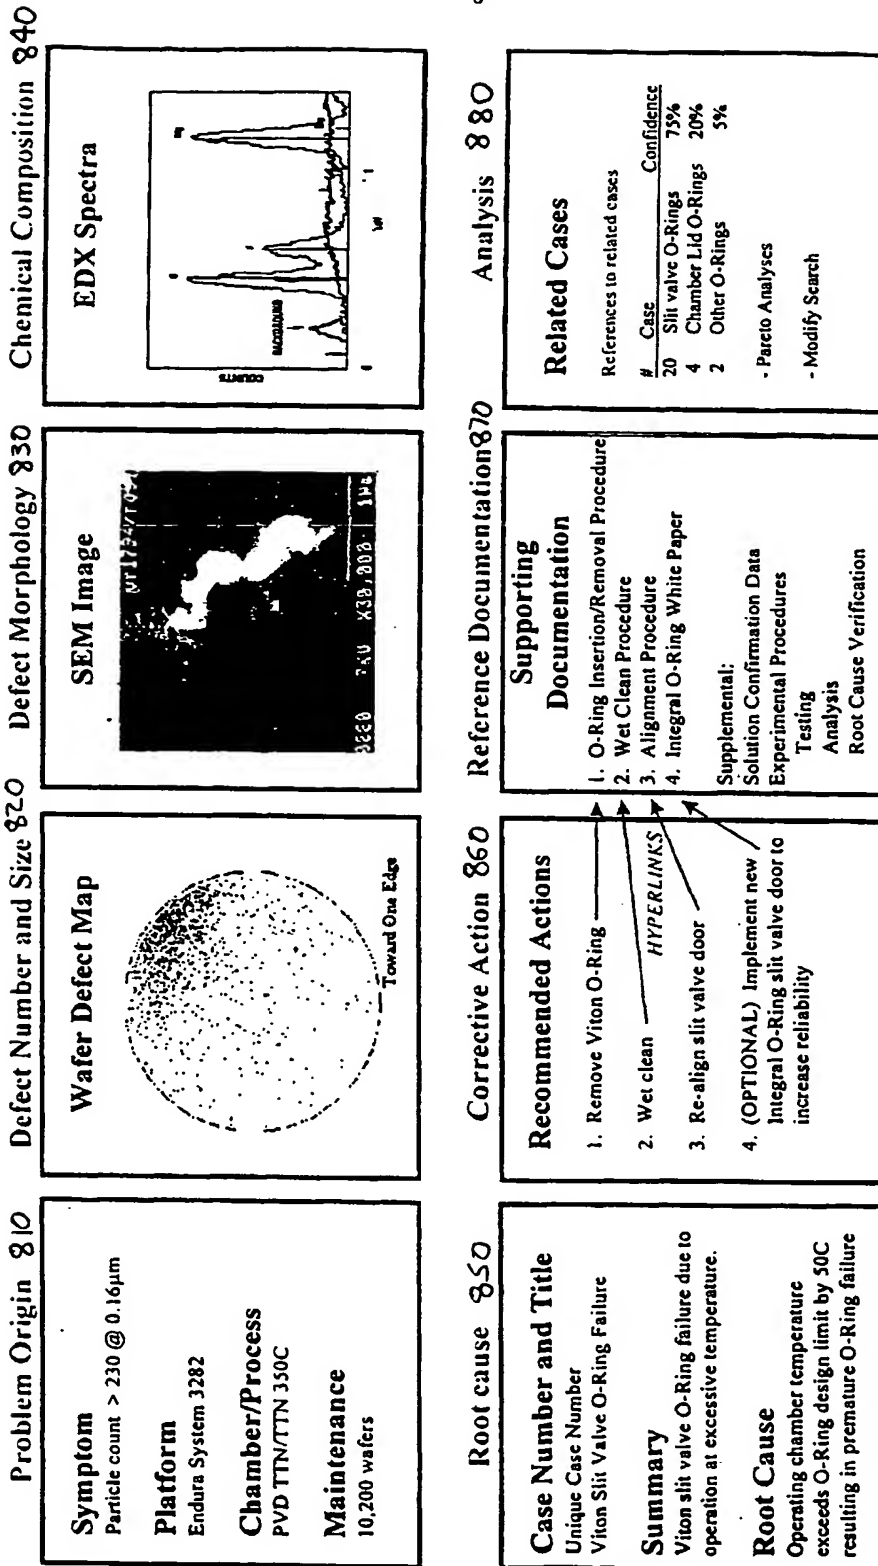 Problem Origin 810
Symptom
Particle count > 230 @ 0.16μm
Platform
Endura System 3282
Chamber/Process
PVD TTN/TTN 350C
Maintenance
10,200 wafers
Defect Number and Size 820
Wafer Defect Map
Toward One Edge
Defect Morphology 830
SEM Image
X30,000
Chemical Composition 840
EDX Spectra
COUNTS
BACKGROUND
Root cause 850
Case Number and Title
Unique Case Number
Viton Slit Valve O-Ring Failure
Summary
Viton slit valve O-Ring failure due to
operation at excessive temperature.
Root Cause
Operating chamber temperature
exceeds O-Ring design limit by 50C
resulting in premature O-Ring failure
Corrective Action 860
Recommended Actions
1. Remove Viton O-Ring
2. Wet clean
HYPERLINKS
3. Re-align slit valve door
4. (OPTIONAL) Implement new
Integral O-Ring slit valve door to
increase reliability
Reference Documentation 870
Supporting
Documentation
1. O-Ring Insertion/Removal Procedure
2. Wet Clean Procedure
3. Alignment Procedure
4. Integral O-Ring White Paper
Supplemental:
Solution Confirmation Data
Experimental Procedures
Testing
Analysis
Root Cause Verification
Analysis 880
Related Cases
References to related cases
# Case Confidence
20 Slit valve O-Rings 75%
4 Chamber Lid O-Rings 20%
2 Other O-Rings 5%
- Pareto Analyses
- Modify Search